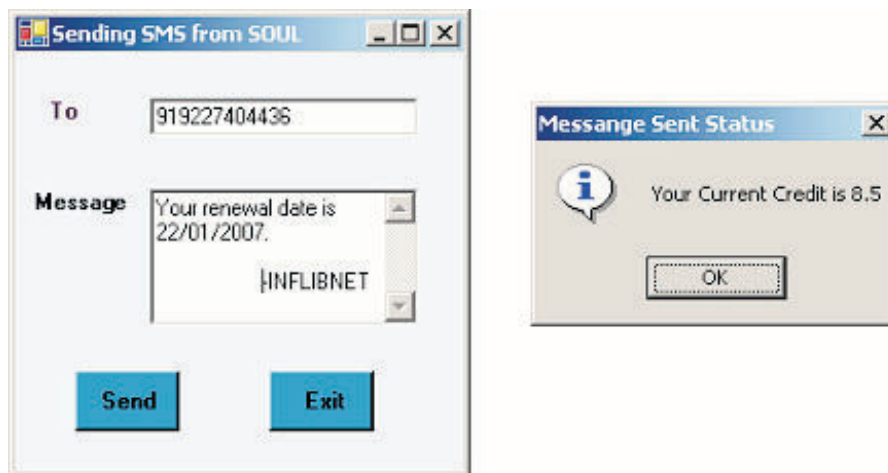 Sending SMS from SOUL
To
919227404436
Message
Your renewal date is
22/01/2007.
-INFLIBNET
Send
Exit
Messange Sent Status
Your Current Credit is 8.5
OK